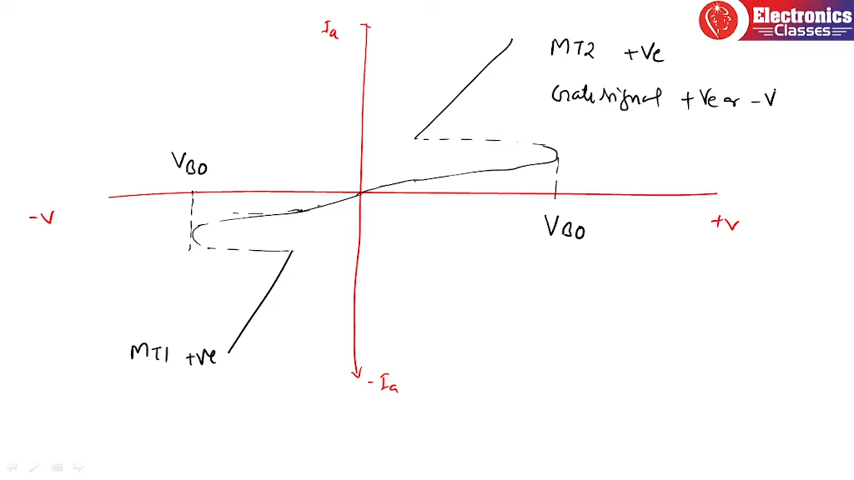 Electronics
Classes
Ia
MT2 +Ve
Gate signal +Ve or -V
VBO
-V
+V
VBO
MT1 +ve
-Ia